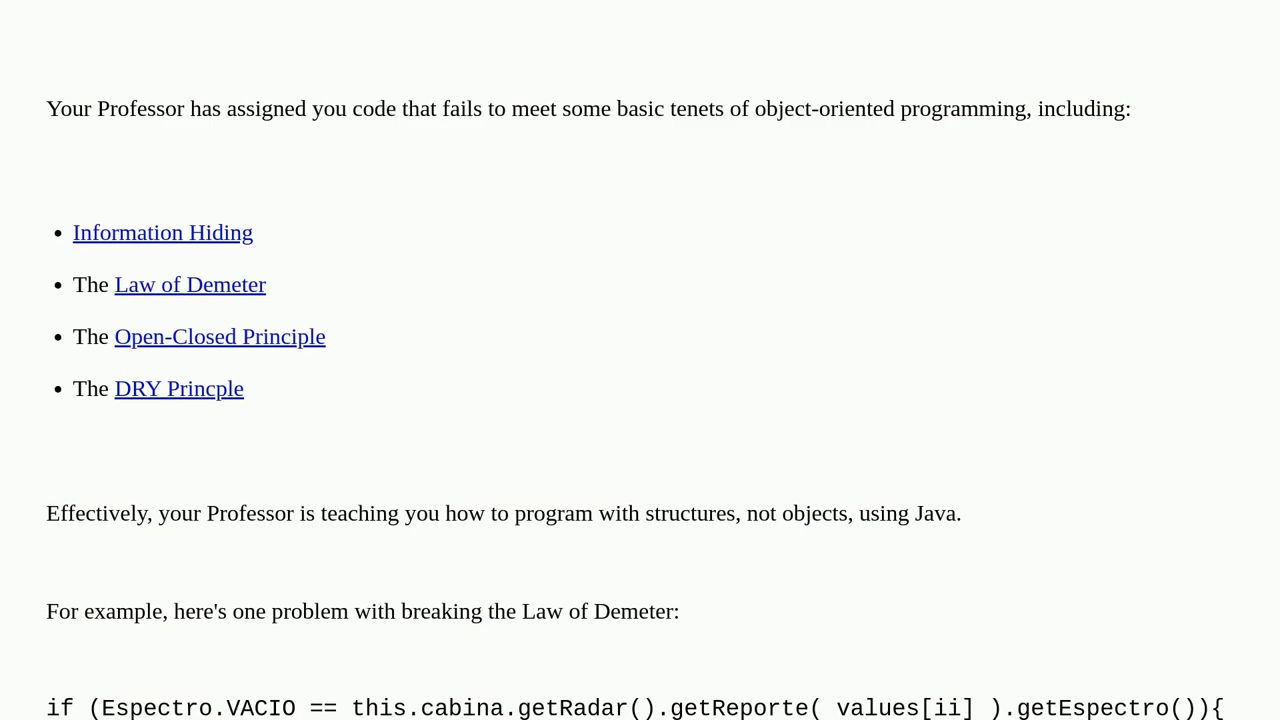 Your Professor has assigned you code that fails to meet some basic tenets of object-oriented programming, including:
• Information Hiding
• The Law of Demeter
• The Open-Closed Principle
• The DRY Princple
Effectively, your Professor is teaching you how to program with structures, not objects, using Java.
For example, here's one problem with breaking the Law of Demeter:
if (Espectro.VACIO == this.cabina.getRadar().getReporte( values[ii] ).getEspectro()){